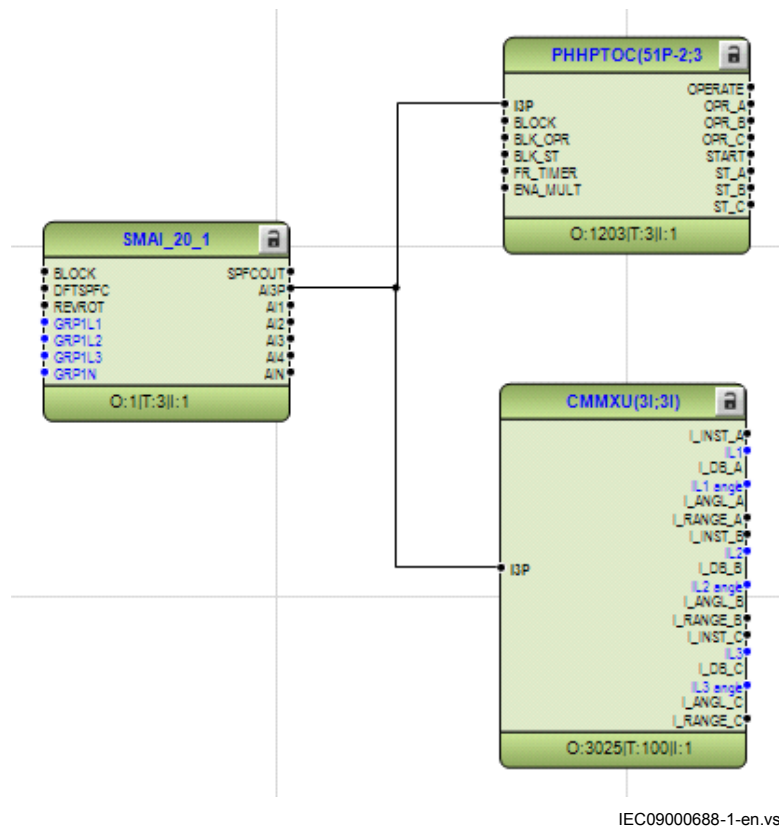 PHHPTOC(51P-2;3
OPERATE
I3P
OPR_A
BLOCK
OPR_B
BLK_OPR
OPR_C
BLK_ST
START
FR_TIMER
ST_A
ENA_MULT
ST_B
ST_C
O:1203|T:3|I:1
SMAI_20_1
BLOCK
SPFCOUT
DFTSPFC
AI3P
REVROT
AI1
GRP1L1
AI2
GRP1L2
AI3
GRP1L3
AI4
GRP1N
AIN
O:1|T:3|I:1
CMMXU(3I;3I)
I_INST_A
IL1
I_DB_A
IL1 angle
I_ANGL_A
I_RANGE_A
I_INST_B
IL2
I_DB_B
I3P
IL2 angle
I_ANGL_B
I_RANGE_B
I_INST_C
IL3
I_DB_C
IL3 angle
I_ANGL_C
I_RANGE_C
O:3025|T:100|I:1
IEC09000688-1-en.vs